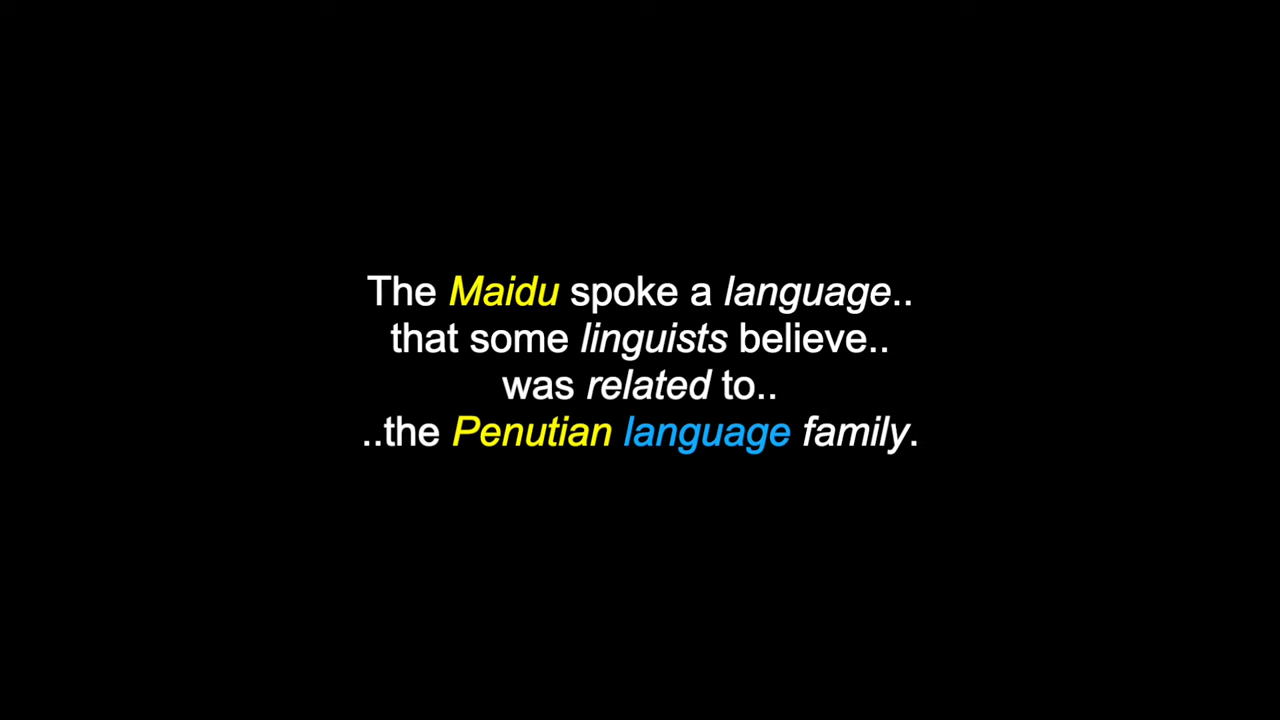 The Maidu spoke a language..
that some linguists believe..
was related to..
..the Penutian language family.